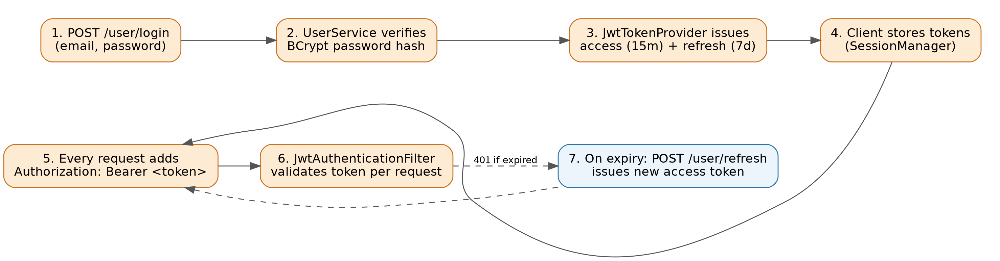 1. POST /user/login
(email, password)
2. UserService verifies
BCrypt password hash
3. JwtTokenProvider issues
access (15m) + refresh (7d)
4. Client stores tokens
(SessionManager)
5. Every request adds
Authorization: Bearer <token>
6. JwtAuthenticationFilter
validates token per request
401 if expired
7. On expiry: POST /user/refresh
issues new access token